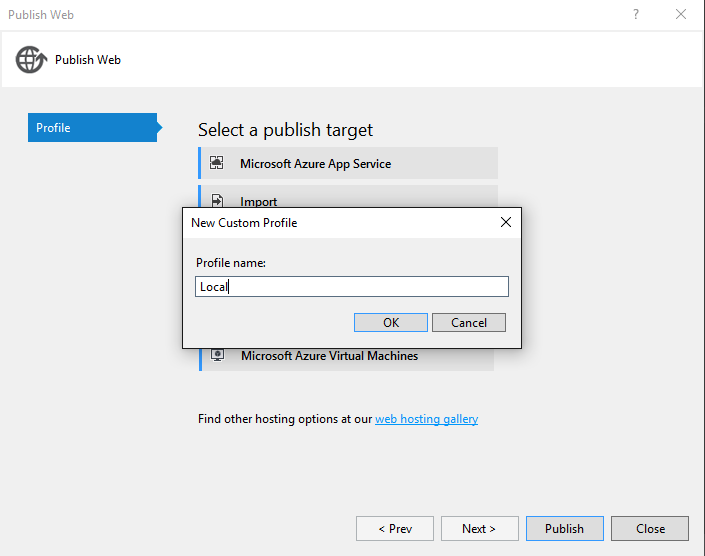 Publish Web
?
Publish Web
Profile
Select a publish target
Microsoft Azure App Service
Import
New Custom Profile
Profile name:
Local
OK Cancel
Microsoft Azure Virtual Machines
Find other hosting options at our web hosting gallery
< Prev Next > Publish Close